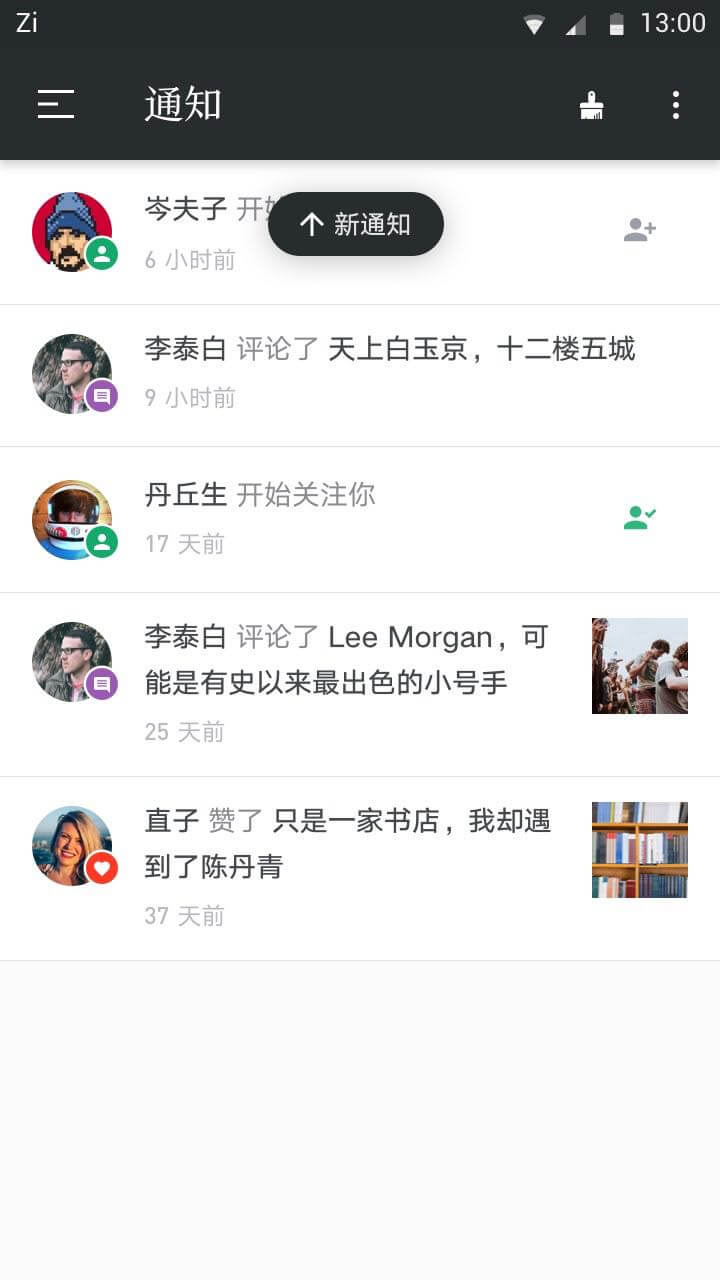 Zi 13:00
通知
岑夫子 开始
新通知
6 小时前
李泰白 评论了 天上白玉京，十二楼五城
9 小时前
丹丘生 开始关注你
17 天前
李泰白 评论了 Lee Morgan，可
能是有史以来最出色的小号手
25 天前
直子 赞了 只是一家书店，我却遇
到了陈丹青
37 天前